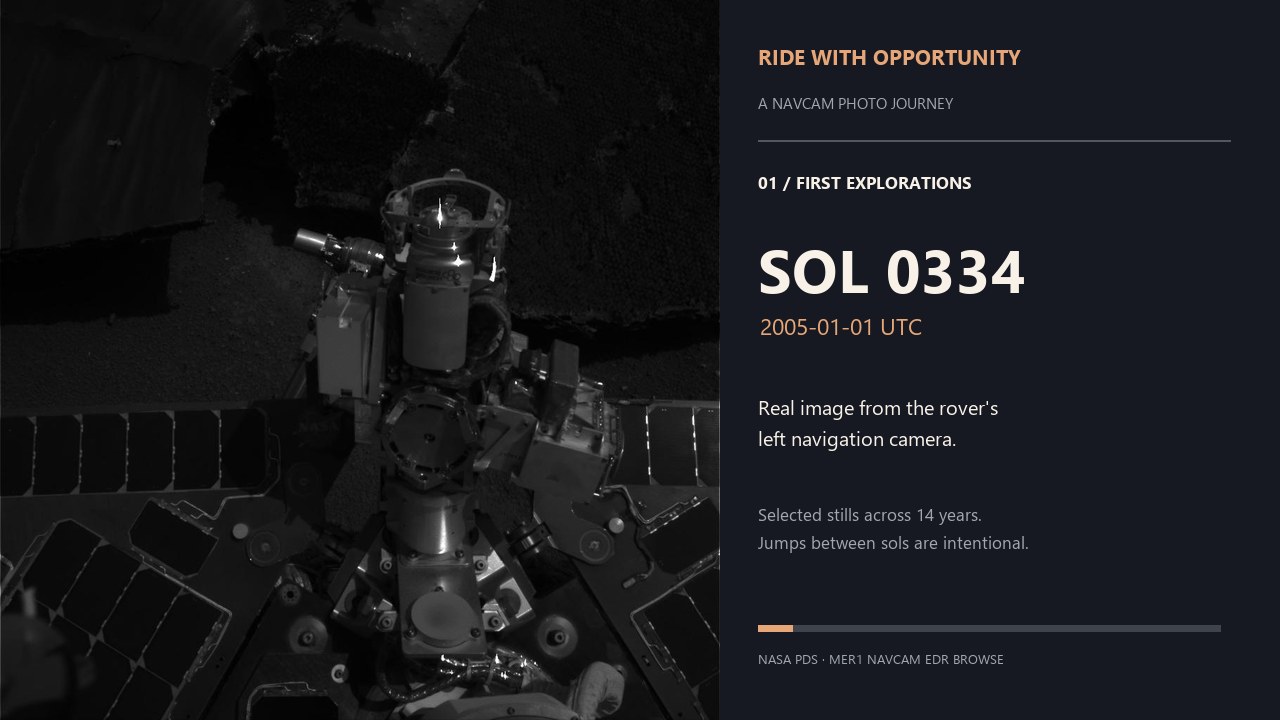 RIDE WITH OPPORTUNITY
A NAVCAM PHOTO JOURNEY
01 / FIRST EXPLORATIONS
SOL 0334
2005-01-01 UTC
Real image from the rover's
left navigation camera.
Selected stills across 14 years.
Jumps between sols are intentional.
NASA PDS · MER1 NAVCAM EDR BROWSE